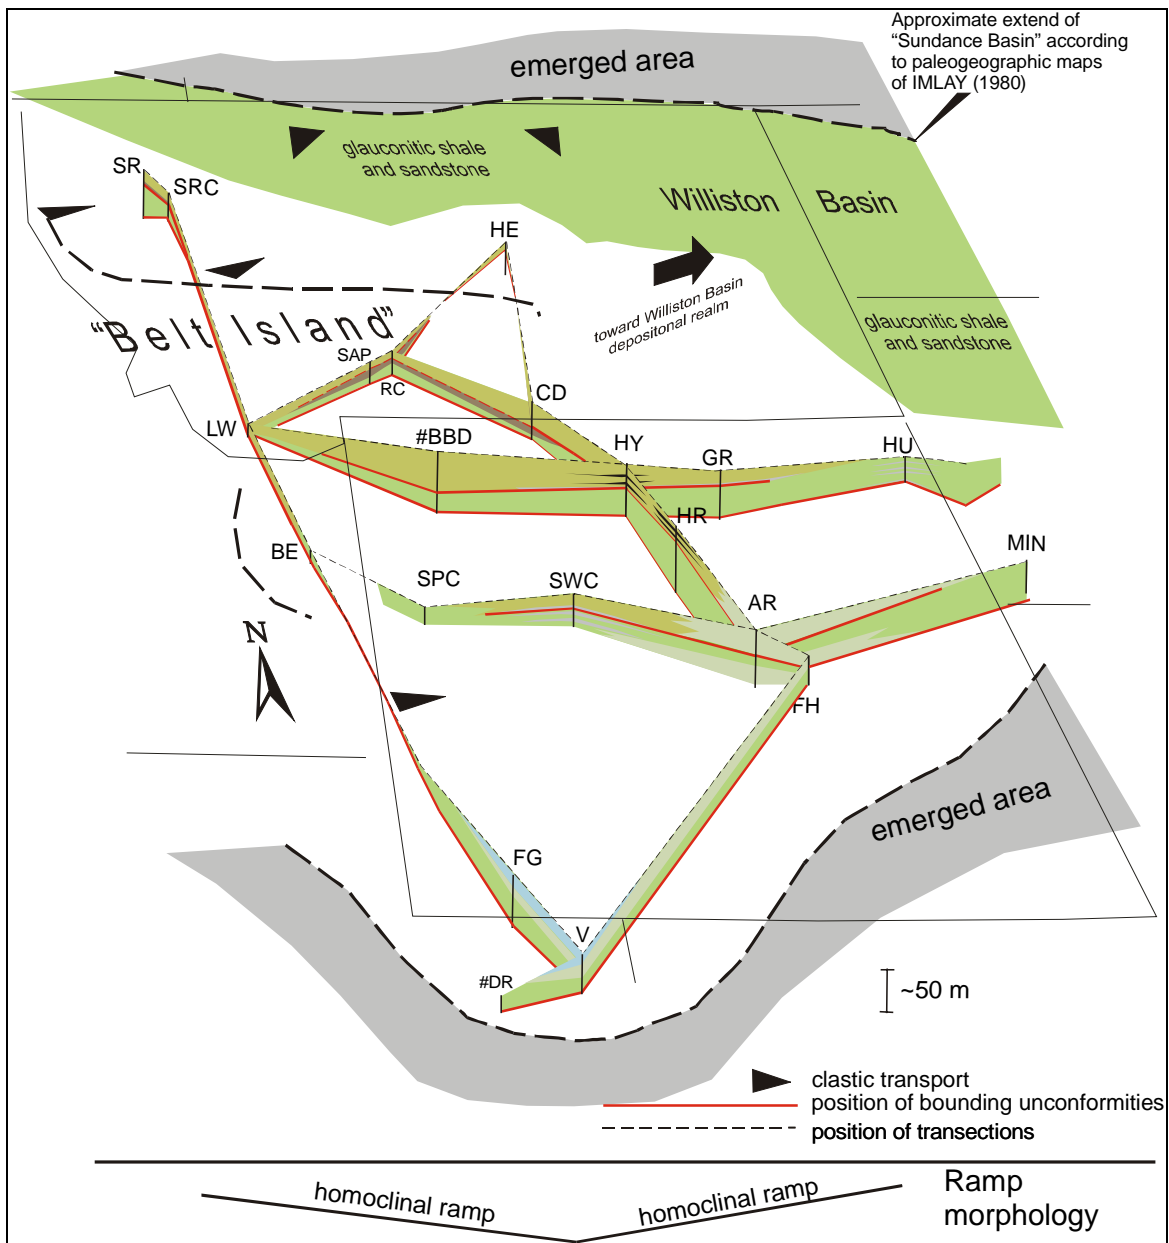 Approximate extend of
“Sundance Basin” according
to paleogeographic maps
of IMLAY (1980)
emerged area
glauconitic shale
and sandstone
SR
SRC
Williston Basin
HE
toward Williston Basin
depositonal realm
glauconitic shale
and sandstone
“Belt Island”
SAP
RC
CD
LW
#BBD
HY
GR
HU
HR
BE
SPC
SWC
AR
MIN
N
FH
emerged area
FG
V
#DR
~50 m
clastic transport
position of bounding unconformities
position of transections
homoclinal ramp
homoclinal ramp
Ramp
morphology